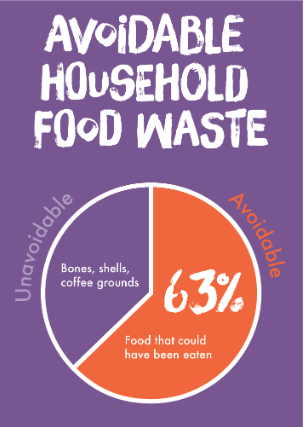 AVOIDABLE
HOUSEHOLD
FOOD WASTE
Unavoidable
Avoidable
Bones, shells,
coffee grounds
63%
Food that could
have been eaten